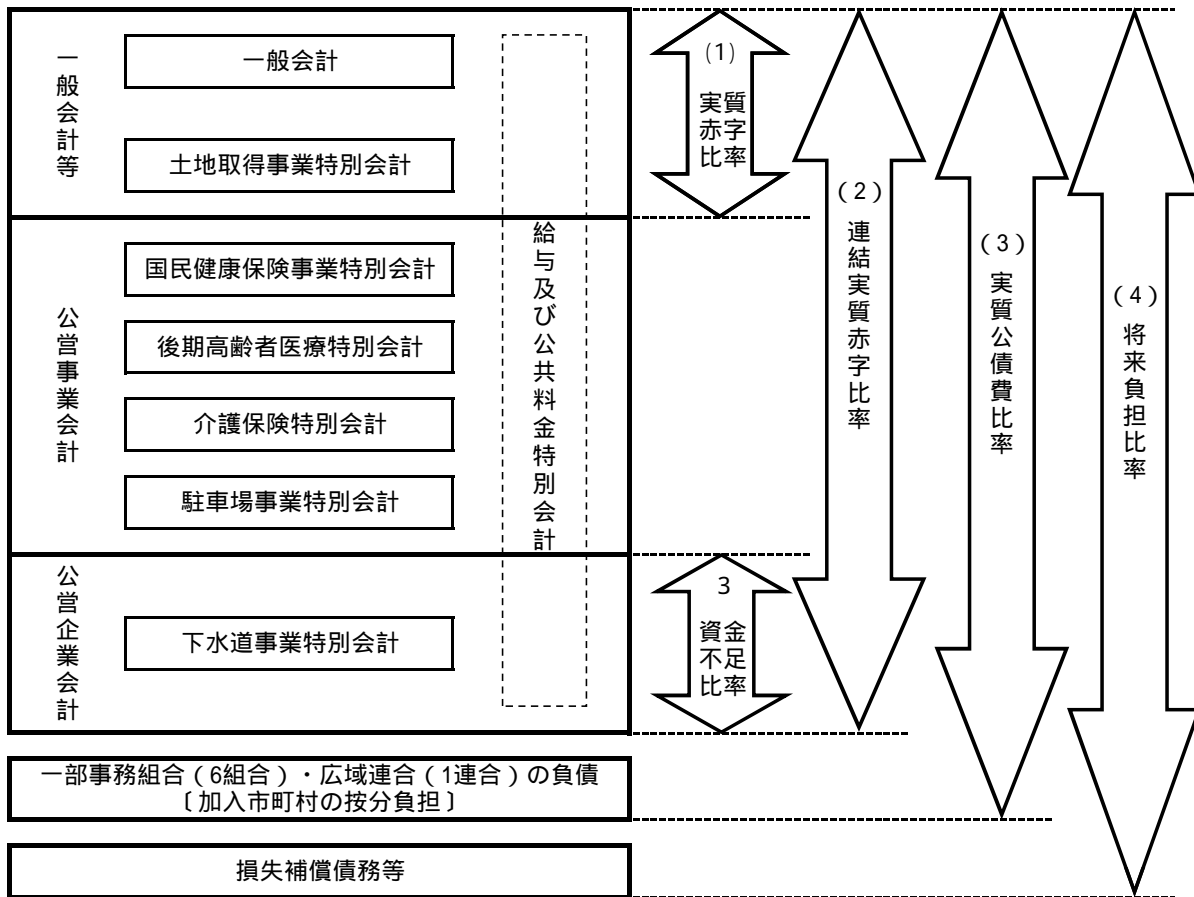 一般会計等
一般会計
土地取得事業特別会計
公営事業会計
国民健康保険事業特別会計
後期高齢者医療特別会計
介護保険特別会計
駐車場事業特別会計
公営企業会計
下水道事業特別会計
給与及び公共料金特別会計
一部事務組合（6組合）・広域連合（1連合）の負債
〔加入市町村の按分負担〕
損失補償債務等
(1)
実質
赤字
比率
（2）連結実質赤字比率
（3）実質公債費比率
（4）将来負担比率
3
資金
不足
比率